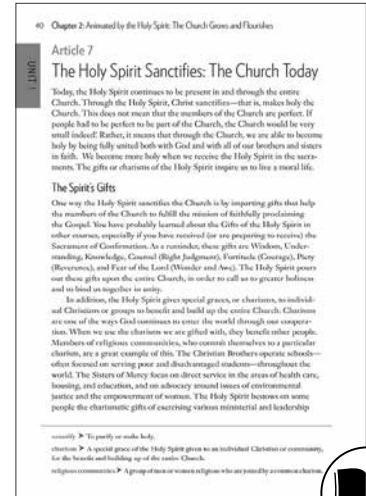 40 Chapter 2: Animated by the Holy Spirit: The Church Grows and Flourishes
UNIT 1
Article 7
The Holy Spirit Sanctifies: The Church Today
Today, the Holy Spirit continues to be present in and through the entire
Church. Through the Holy Spirit, Christ sanctifies—that is, makes holy the
Church. This does not mean that the members of the Church are perfect. If
people had to be perfect to be part of the Church, the Church would be very
small indeed! Rather, it means that through the Church, we are able to become
holy by being fully united both with God and with all of our brothers and sisters
in faith. We become more holy when we receive the Holy Spirit in the sacra-
ments. The gifts or charisms of the Holy Spirit inspire us to live a moral life.
The Spirit's Gifts
One way the Holy Spirit sanctifies the Church is by imparting gifts that help
the members of the Church to fulfill the mission of faithfully proclaiming
the Gospel. You have probably learned about the Gifts of the Holy Spirit in
other courses, especially if you have received (or are preparing to receive) the
Sacrament of Confirmation. As a reminder, these gifts are Wisdom, Under-
standing, Knowledge, Counsel (Right Judgment), Fortitude (Courage), Piety
(Reverence), and Fear of the Lord (Wonder and Awe). The Holy Spirit pours
out these gifts upon the entire Church, in order to call us to greater holiness
and to bind us together in unity.
In addition, the Holy Spirit gives special graces, or charisms, to individ-
ual Christians or groups to benefit and build up the entire Church. Charisms
are one of the ways God continues to enter the world through our coopera-
tion. When we use the charisms we are gifted with, they benefit other people.
Members of religious communities, who commit themselves to a particular
charism, are a great example of this. The Christian Brothers operate schools—
often focused on serving poor and disadvantaged students—throughout the
world. The Sisters of Mercy focus on direct service in the areas of health care,
housing, and education, and on advocacy around issues of environmental
justice and the empowerment of women. The Holy Spirit bestows on some
people the charismatic gifts of exercising various ministerial and leadership
sanctify ➤ To purify or make holy.
charism ➤ A special grace of the Holy Spirit given to an individual Christian or community,
for the benefit and building up of the entire Church.
religious communities ➤ A group of men or women religious who are joined by a common charism.